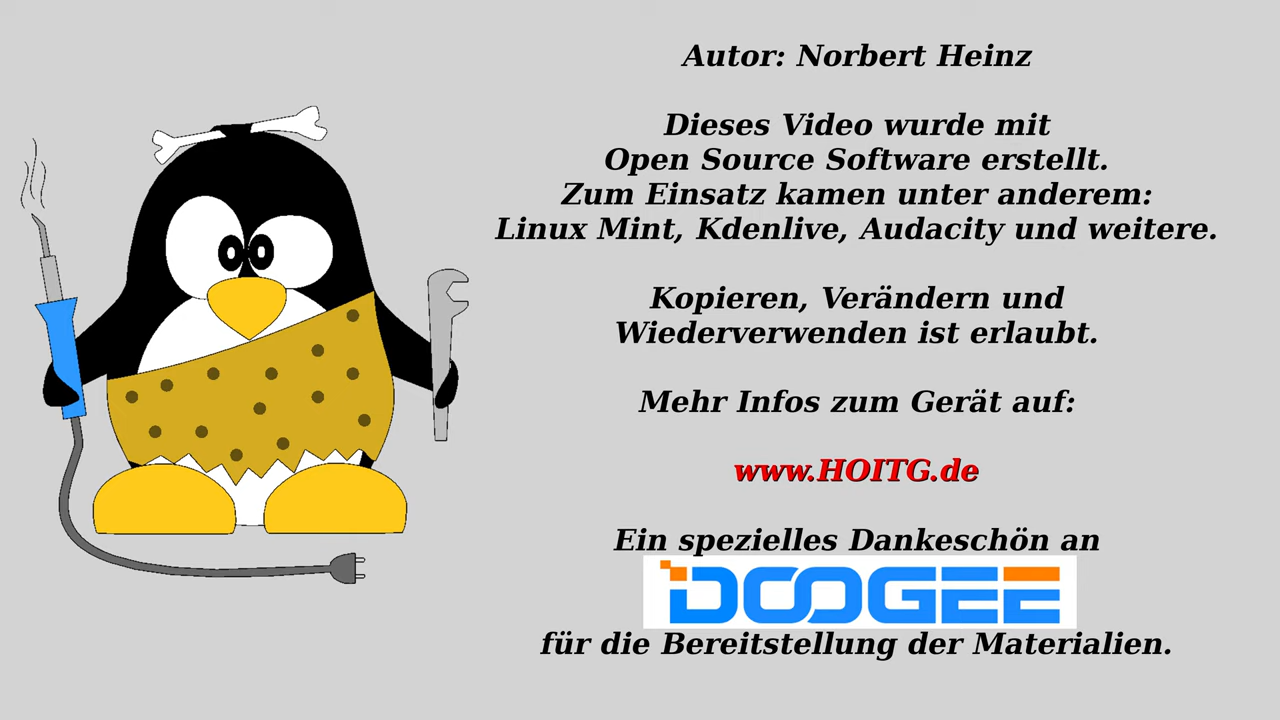 Autor: Norbert Heinz
Dieses Video wurde mit
Open Source Software erstellt.
Zum Einsatz kamen unter anderem:
Linux Mint, Kdenlive, Audacity und weitere.
Kopieren, Verändern und
Wiederverwenden ist erlaubt.
Mehr Infos zum Gerät auf:
www.HOITG.de
Ein spezielles Dankeschön an
DOOGEE
für die Bereitstellung der Materialien.